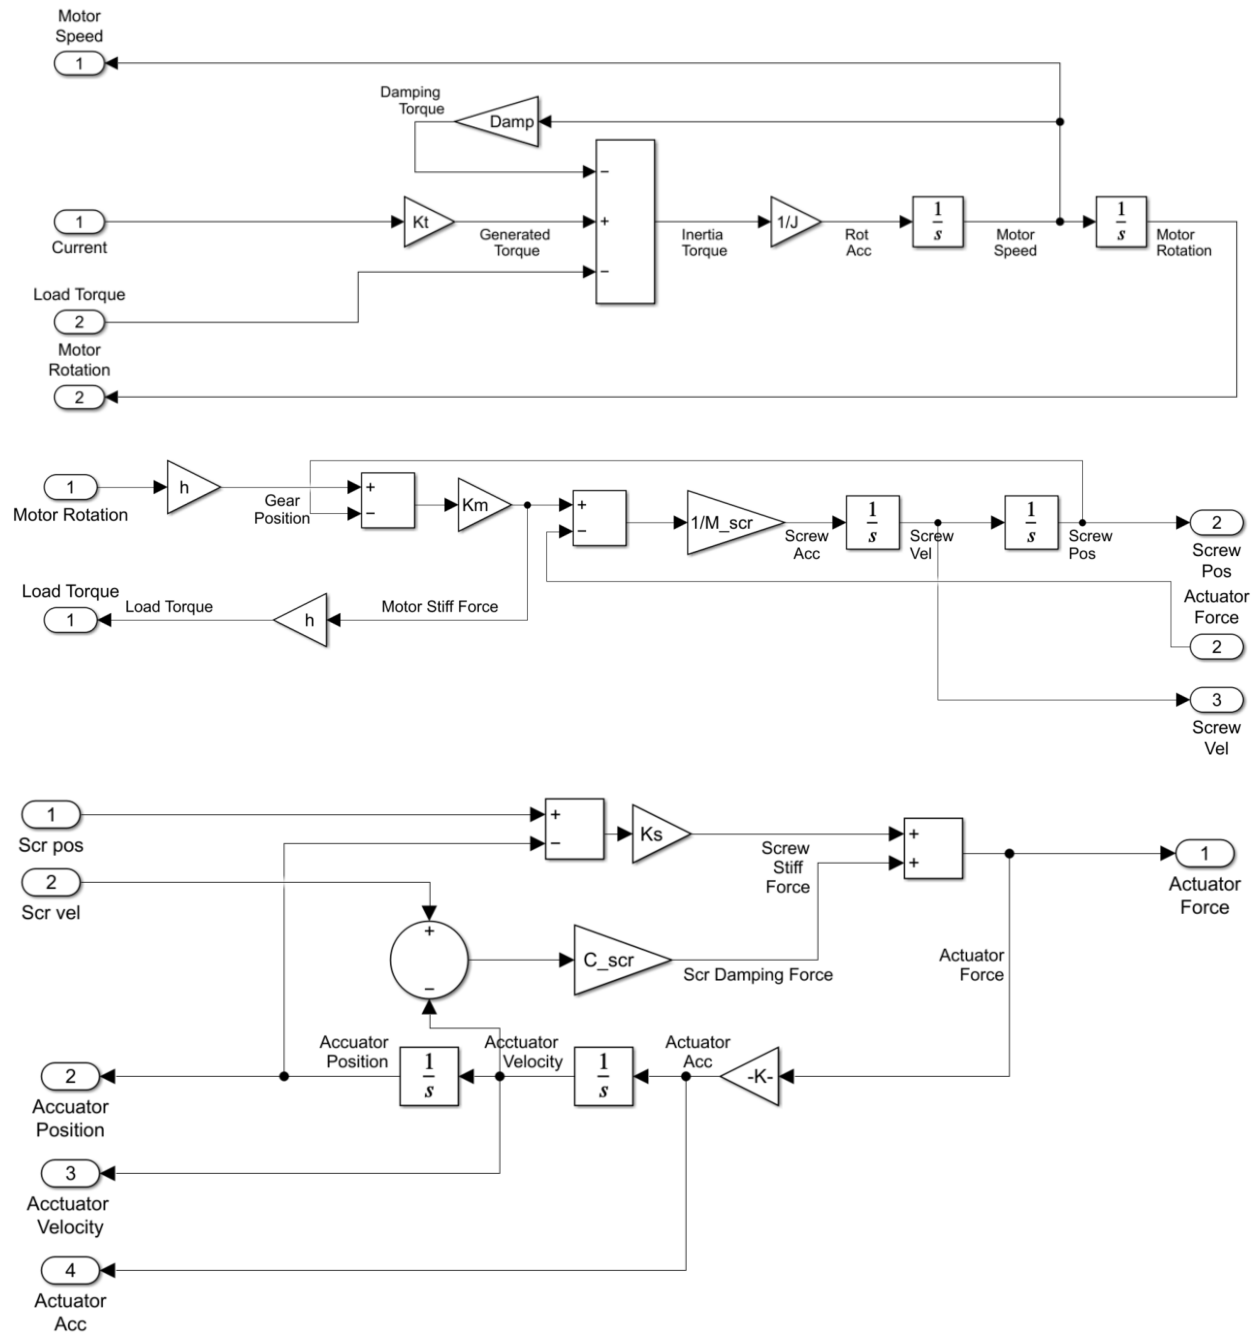 Motor
Speed
1
Damping
Torque
Damp
−
1
Current
Kt
Generated
Torque
+
Inertia
Torque
1/J
Rot
Acc
1
s
Motor
Speed
1
s
Motor
Rotation
−
Load Torque
2
Motor
Rotation
2
1
Motor Rotation
h
Gear
Position
+
−
Km
+
−
1/M_scr
Screw
Acc
1
s
Screw
Vel
1
s
Screw
Pos
2
Screw
Pos
Load Torque
1
Load Torque
h
Motor Stiff Force
Actuator
Force
2
3
Screw
Vel
1
Scr pos
+
−
Ks
Screw
Stiff
Force
+
+
1
Actuator
Force
2
Scr vel
+
−
C_scr
Scr Damping Force
Actuator
Force
2
Accuator
Position
Accuator
Position
1
s
Acctuator
Velocity
1
s
Actuator
Acc
-K-
3
Acctuator
Velocity
4
Actuator
Acc